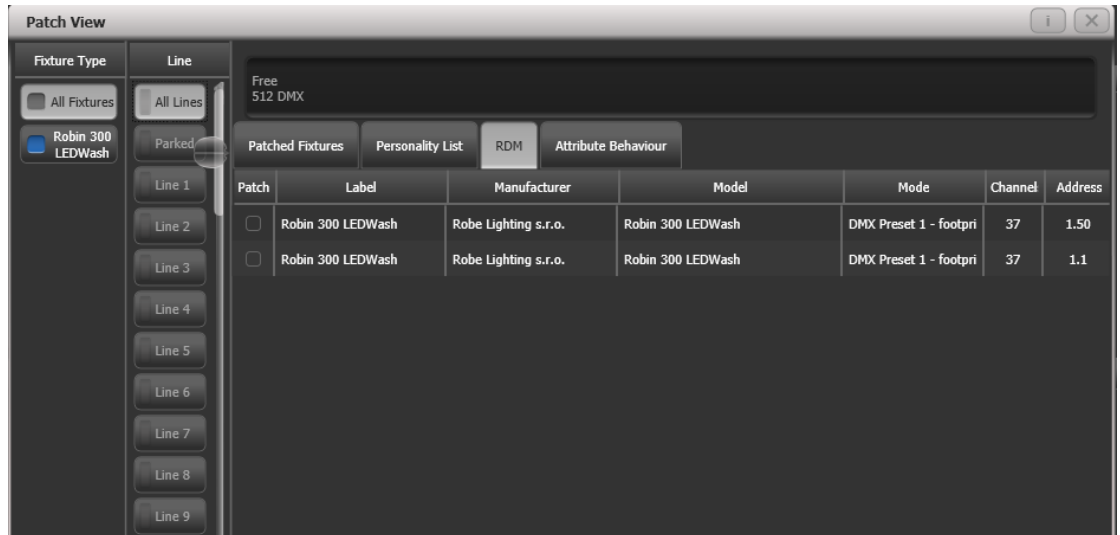 Patch View
i
Fixture Type
Line
All Fixtures
Robin 300
LEDWash
All Lines
Parked
Line 1
Line 2
Line 3
Line 4
Line 5
Line 6
Line 7
Line 8
Line 9
Free
512 DMX
Patched Fixtures Personality List RDM Attribute Behaviour
Patch Label Manufacturer Model Mode Channel Address
Robin 300 LEDWash Robe Lighting s.r.o. Robin 300 LEDWash DMX Preset 1 - footpri 37 1.50
Robin 300 LEDWash Robe Lighting s.r.o. Robin 300 LEDWash DMX Preset 1 - footpri 37 1.1